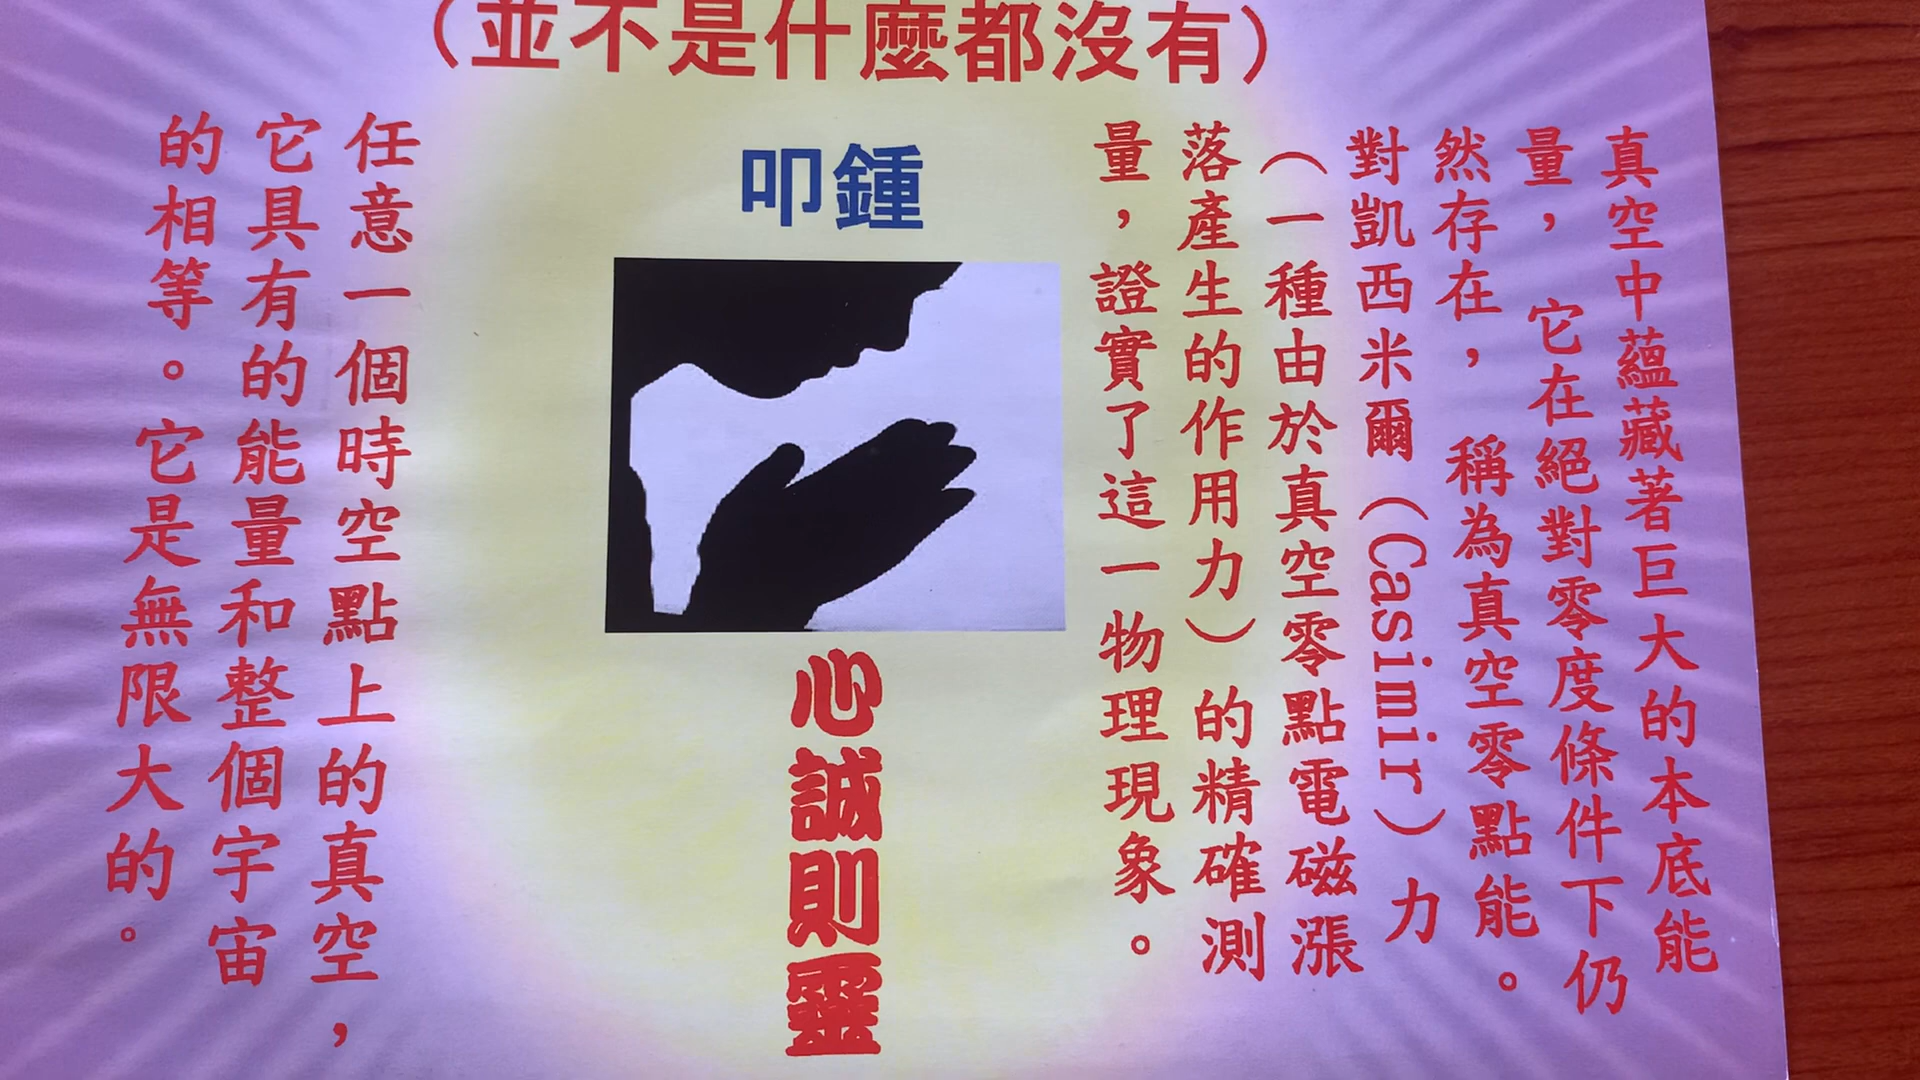 （並不是什麼都沒有）
叩鍾
真空中蘊藏著巨大的本底能
量，它在絕對零度條件下仍
然存在，稱為真空零點能。
對凱西米爾（Casimir）力
（一種由於真空零點電磁漲
落產生的作用力）的精確測
量，證實了這一物理現象。
心誠則靈
任意一個時空點上的真空，
它具有的能量和整個宇宙
的相等。它是無限大的。